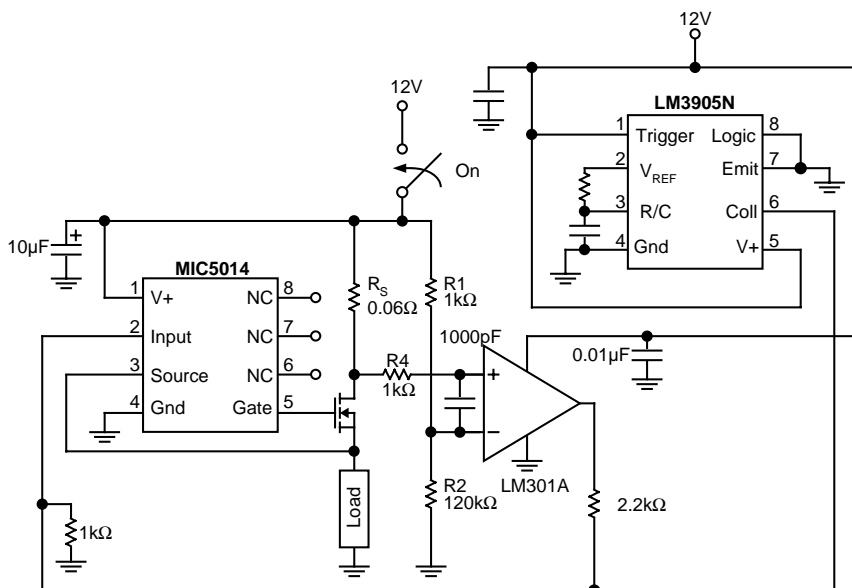 12V
LM3905N
1 Trigger Logic 8
2 VREF Emit 7
3 R/C Coll 6
4 Gnd V+ 5
12V
On
10µF
+
MIC5014
1 V+ NC 8
2 Input NC 7
3 Source NC 6
4 Gnd Gate 5
RS
0.06Ω
R1
1kΩ
1000pF
R4
1kΩ
+
−
LM301A
0.01µF
R2
120kΩ
2.2kΩ
Load
1kΩ